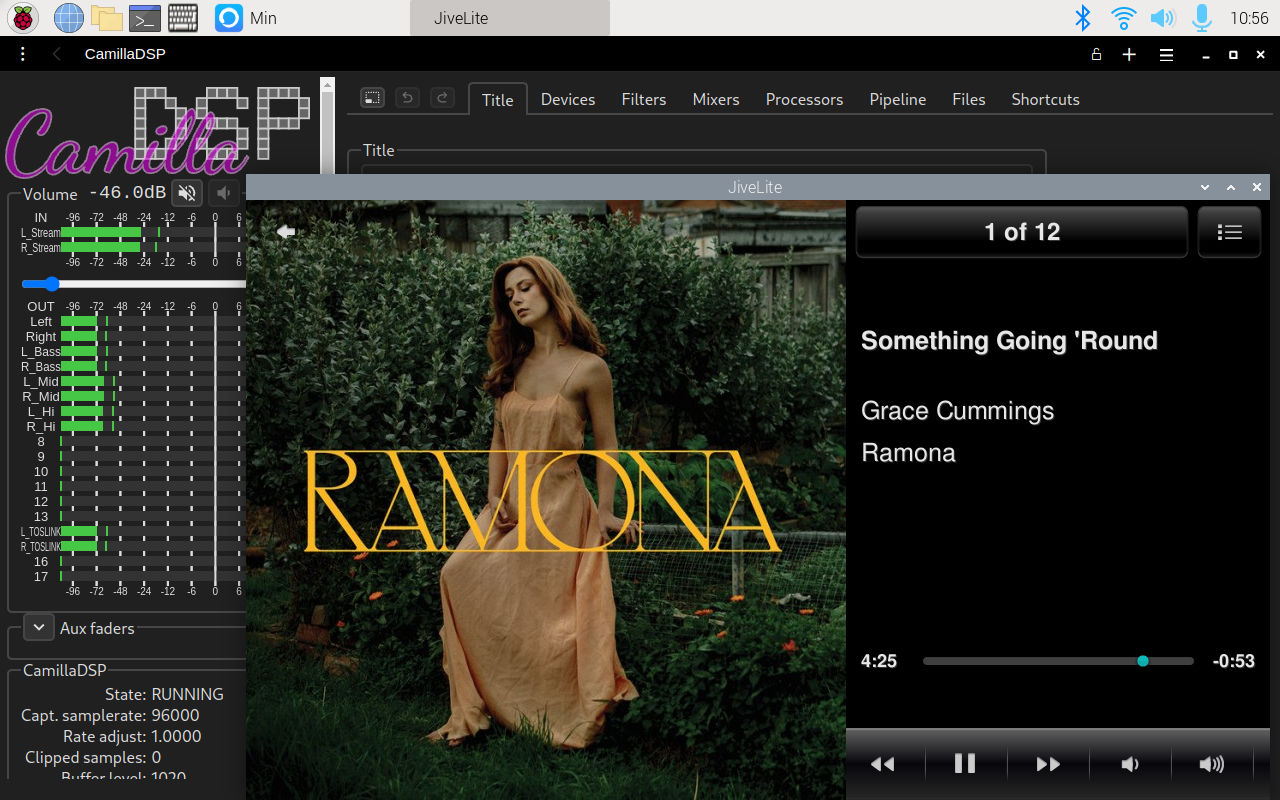 Min
JiveLite
10:56
CamillaDSP
Camilla DSP
Title
Devices
Filters
Mixers
Processors
Pipeline
Files
Shortcuts
Title
Volume
-46.0dB
IN
-96 -72 -48 -24 -12 -6 0 6
L_Stream
R_Stream
-96 -72 -48 -24 -12 -6 0 6
OUT
-96 -72 -48 -24 -12 -6 0 6
Left
Right
L_Bass
R_Bass
L_Mid
R_Mid
L_Hi
R_Hi
8
9
10
11
12
13
L_TOSLINK
R_TOSLINK
16
17
-96 -72 -48 -24 -12 -6 0 6
Aux faders
CamillaDSP
State: RUNNING
Capt. samplerate: 96000
Rate adjust: 1.0000
Clipped samples: 0
Buffer level: 1020
JiveLite
RAMONA
1 of 12
Something Going 'Round
Grace Cummings
Ramona
4:25
-0:53